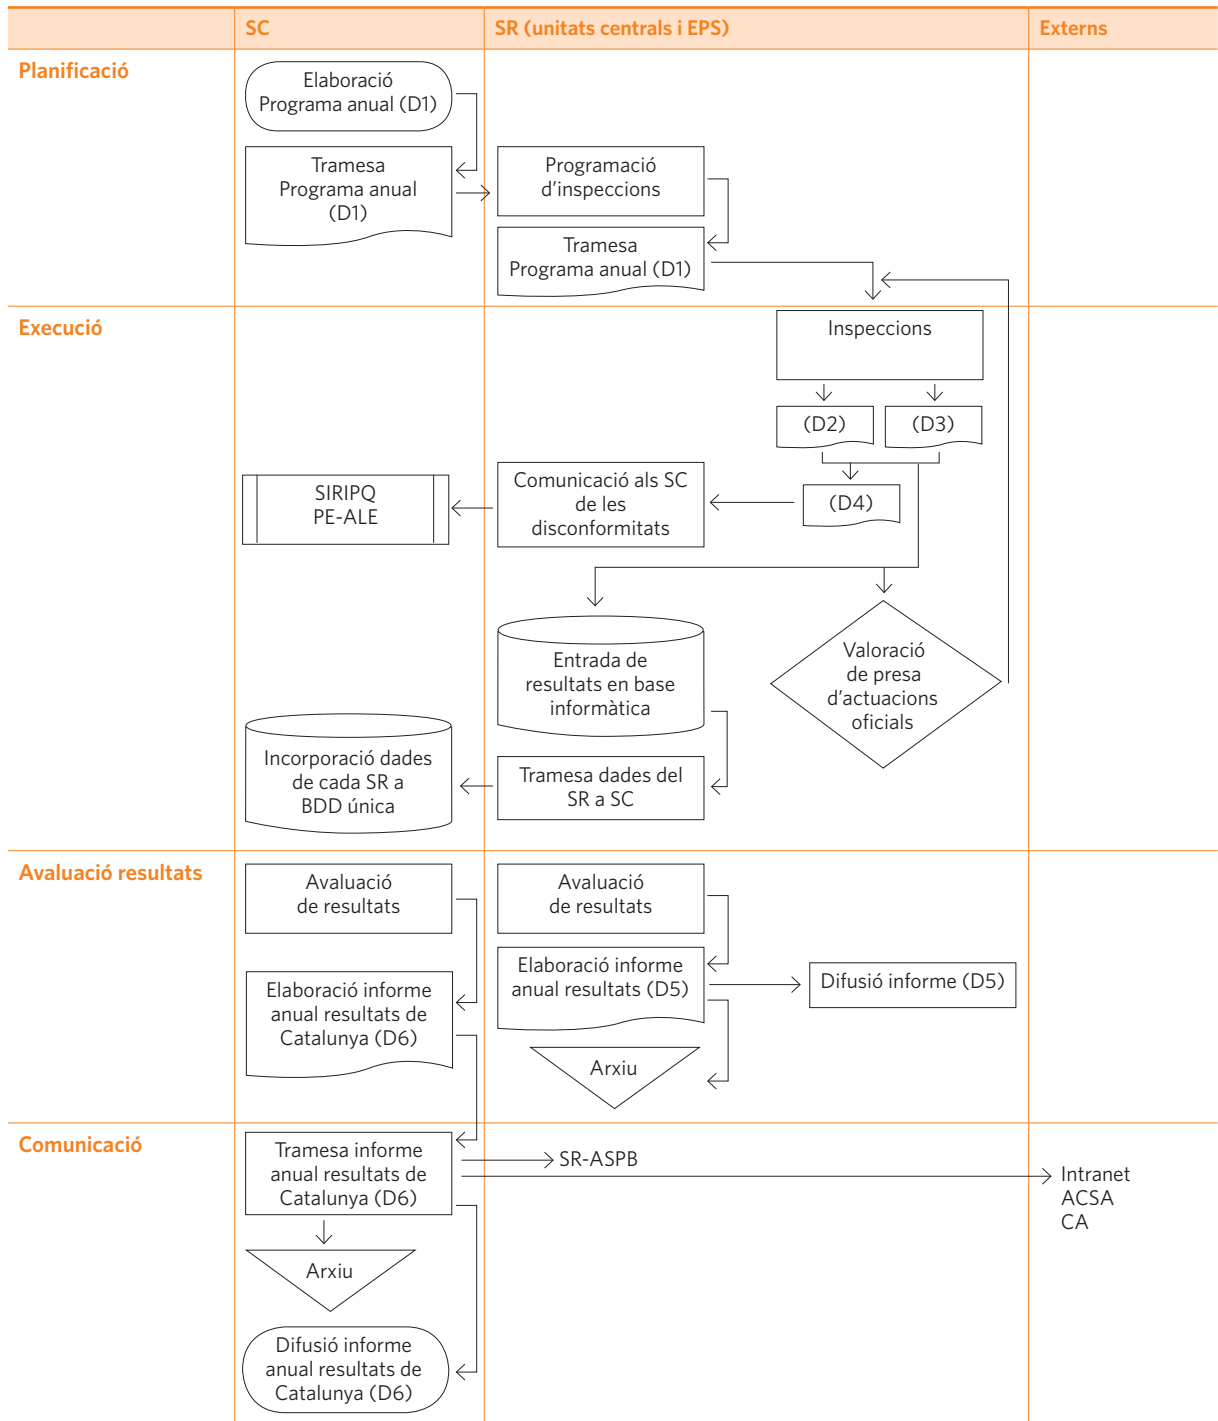 SC
SR (unitats centrals i EPS)
Externs
Planificació
Elaboració
Programa anual (D1)
Tramesa
Programa anual
(D1)
Programació
d’inspeccions
Tramesa
Programa anual (D1)
Execució
Inspeccions
(D2)
(D3)
SIRIPQ
PE-ALE
Comunicació als SC
de les
disconformitats
(D4)
Entrada de
resultats en base
informàtica
Valoració
de presa
d’actuacions
oficials
Incorporació dades
de cada SR a
BDD única
Tramesa dades del
SR a SC
Avaluació resultats
Avaluació
de resultats
Avaluació
de resultats
Elaboració informe
anual resultats de
Catalunya (D6)
Elaboració informe
anual resultats (D5)
Difusió informe (D5)
Arxiu
Comunicació
Tramesa informe
anual resultats de
Catalunya (D6)
SR-ASPB
Intranet
ACSA
CA
Arxiu
Difusió informe
anual resultats de
Catalunya (D6)